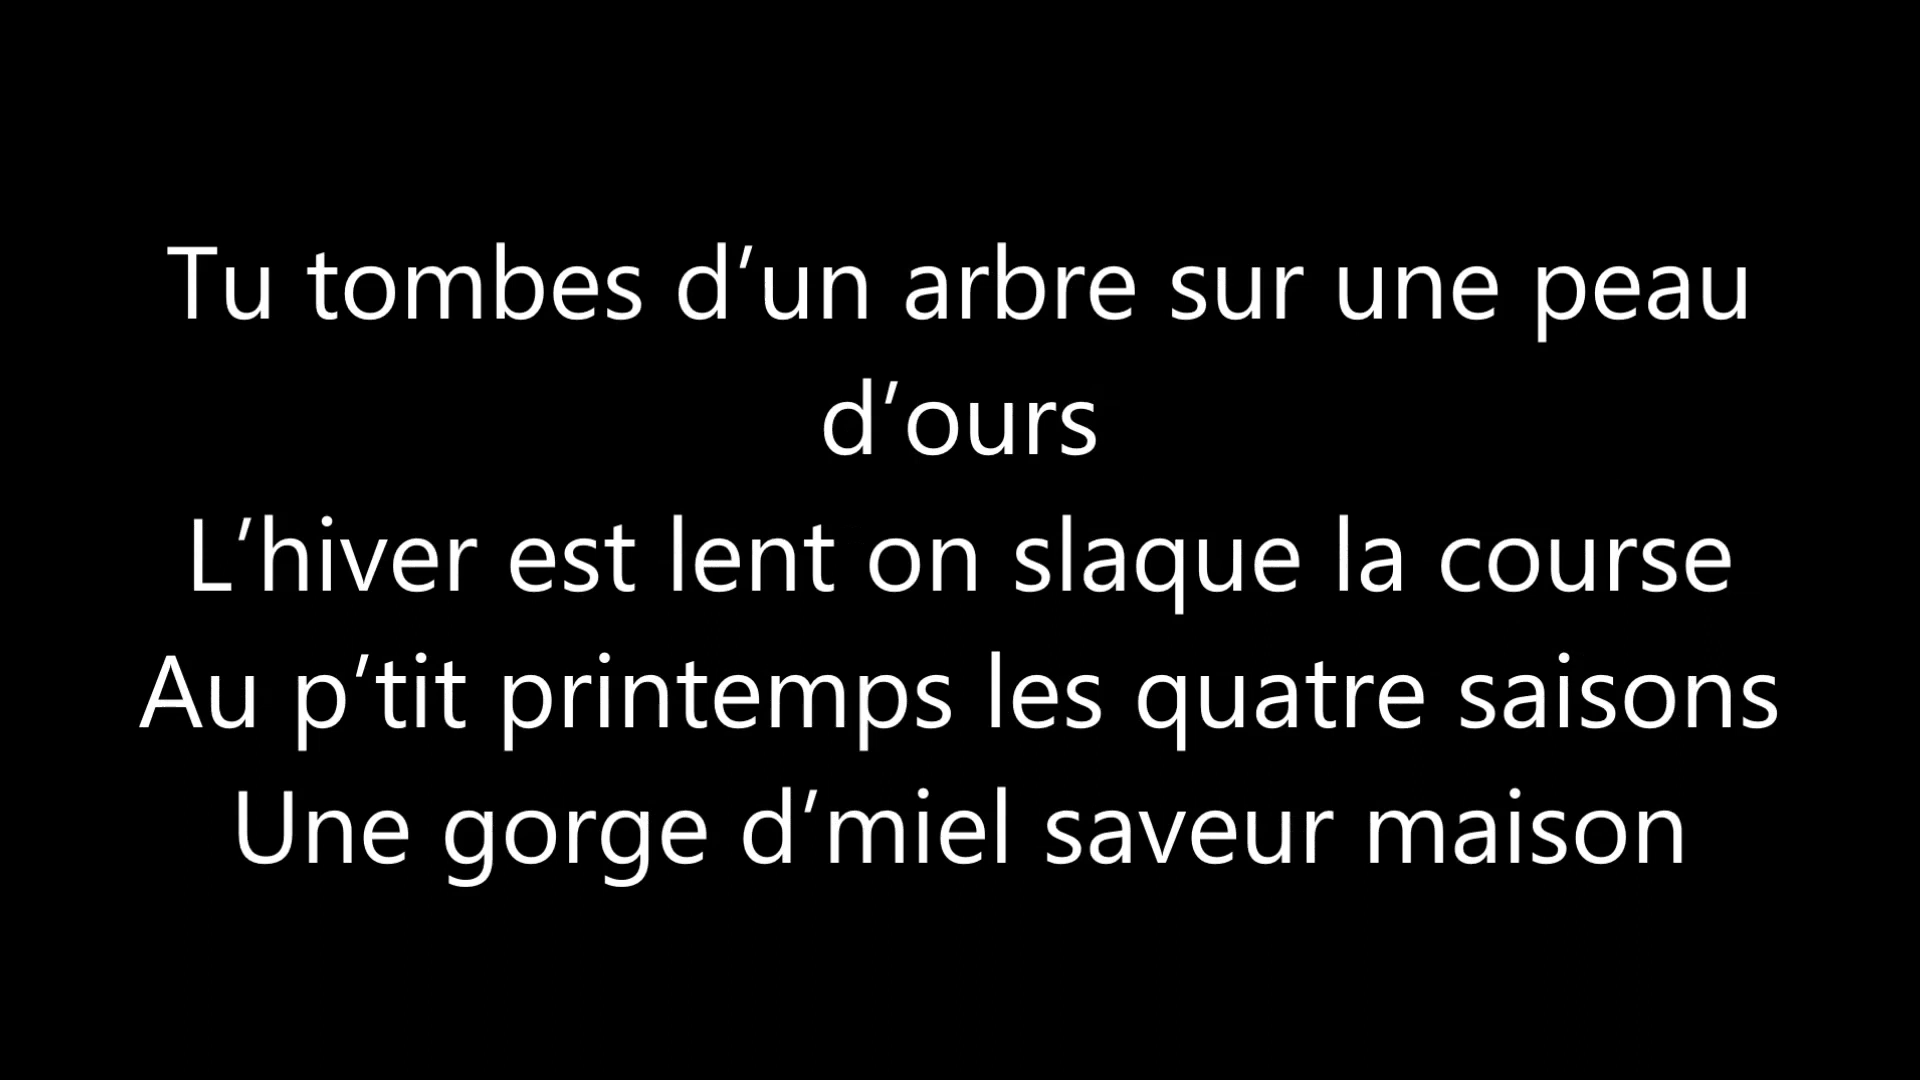 Tu tombes d’un arbre sur une peau
d’ours
L’hiver est lent on slaque la course
Au p’tit printemps les quatre saisons
Une gorge d’miel saveur maison